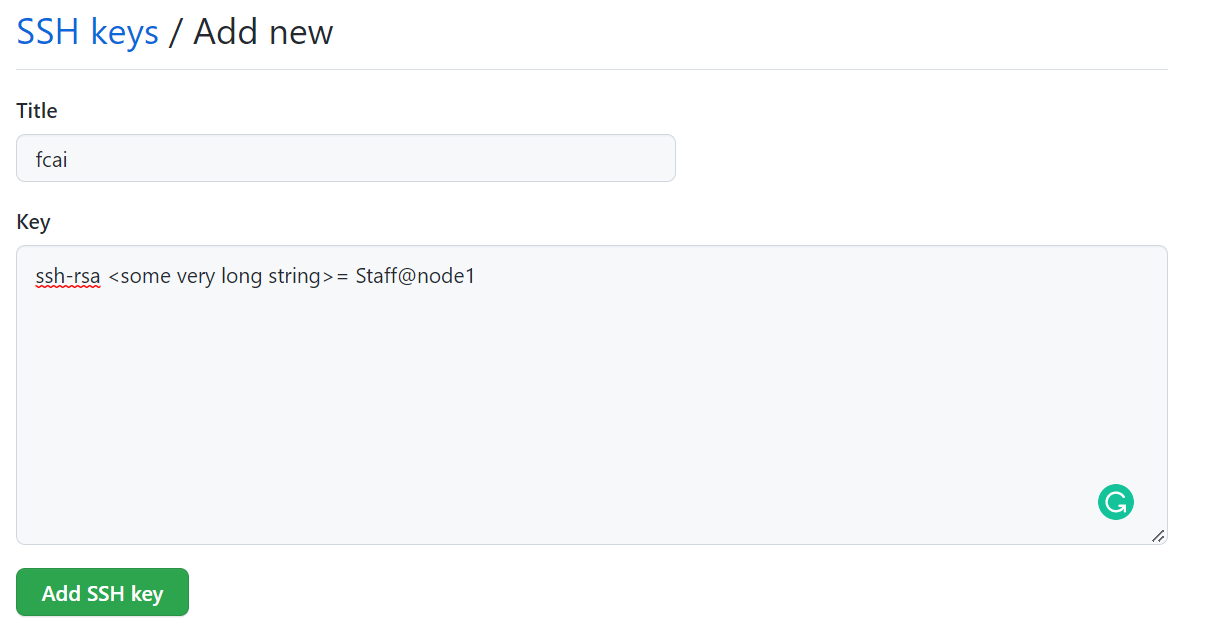 SSH keys / Add new
Title
fcai
Key
ssh-rsa <some very long string>= Staff@node1
Add SSH key